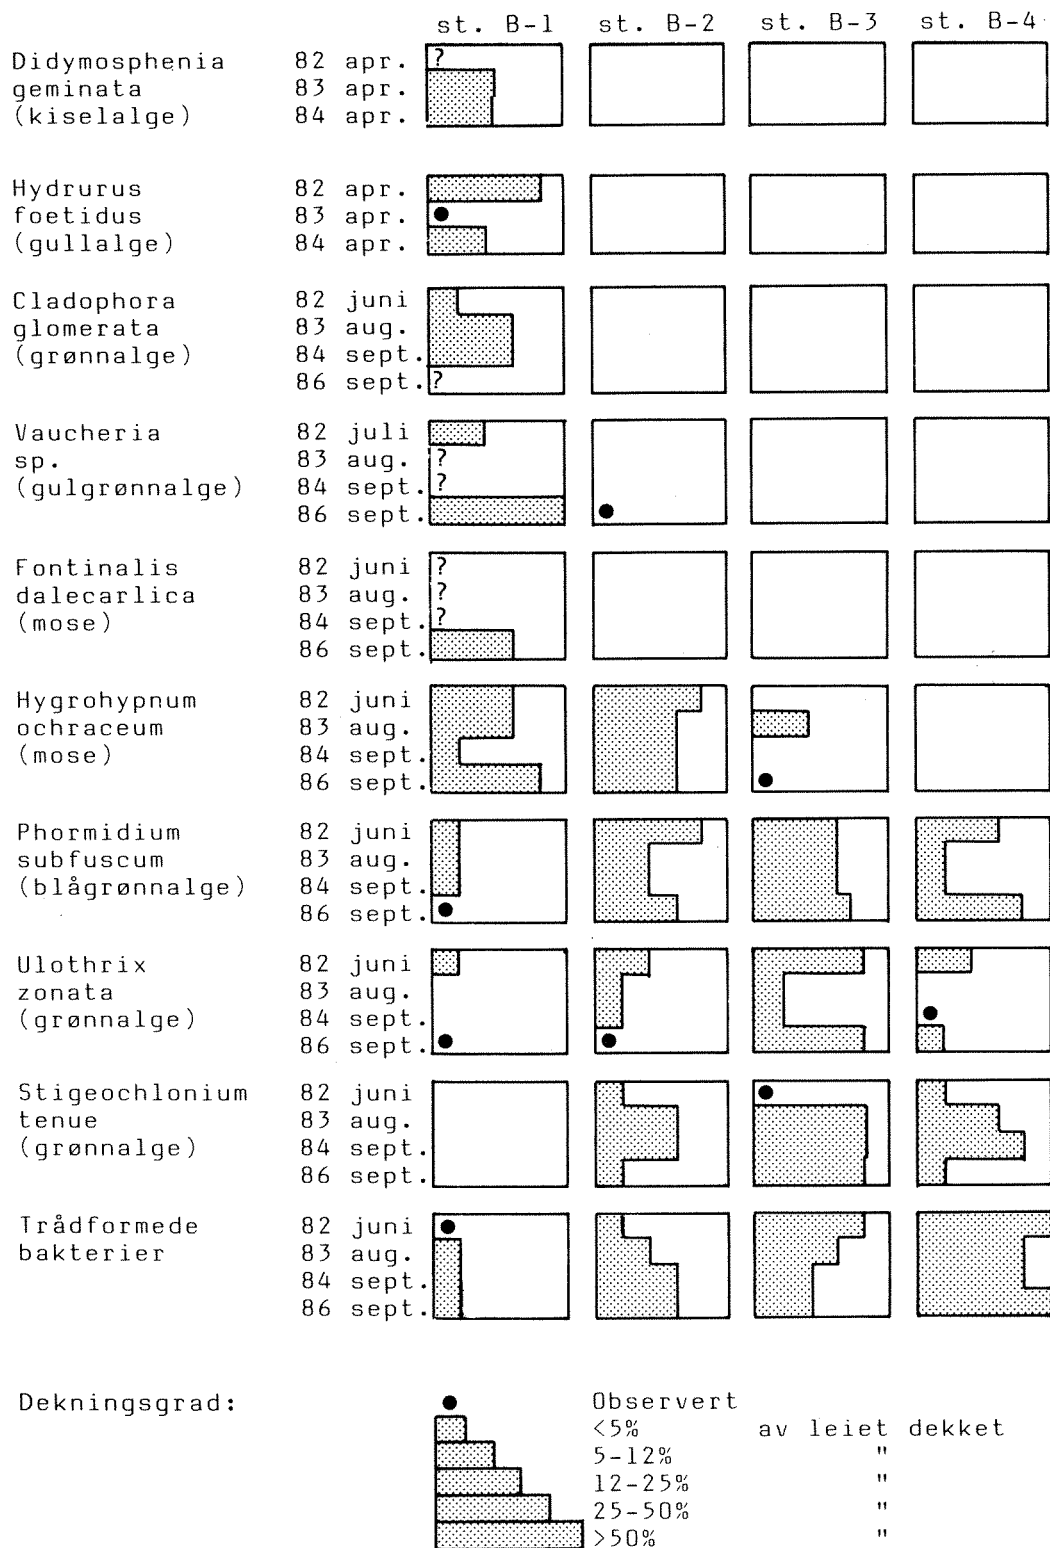 st. B-1 st. B-2 st. B-3 st. B-4
Didymosphenia 82 apr. ?
geminata 83 apr.
(kiselalge) 84 apr.
Hydrurus 82 apr.
foetidus 83 apr. ●
(gullalge) 84 apr.
Cladophora 82 juni
glomerata 83 aug.
(grønnalge) 84 sept.
86 sept. ?
Vaucheria 82 juli
sp. 83 aug. ?
(gulgrønnalge) 84 sept. ?
86 sept. ●
Fontinalis 82 juni ?
dalecarlica 83 aug. ?
(mose) 84 sept. ?
86 sept.
Hygrohypnum 82 juni
ochraceum 83 aug.
(mose) 84 sept.
86 sept. ●
Phormidium 82 juni
subfuscum 83 aug.
(blågrønnalge) 84 sept.
86 sept. ●
Ulothrix 82 juni
zonata 83 aug.
(grønnalge) 84 sept. ●
86 sept. ● ●
Stigeochlonium 82 juni ●
tenue 83 aug.
(grønnalge) 84 sept.
86 sept.
Trådformede 82 juni ●
bakterier 83 aug.
84 sept.
86 sept.
Dekningsgrad: ● Observert
<5% av leiet dekket
5-12% "
12-25% "
25-50% "
>50% "